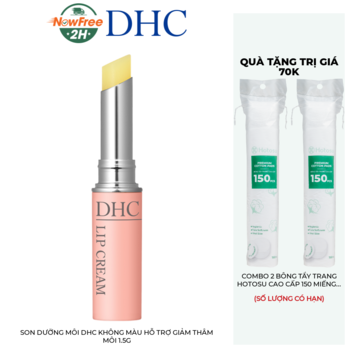 NowFree
2H
DHC
DHC
LIP CREAM
SON DƯỠNG MÔI DHC KHÔNG MÀU HỖ TRỢ GIẢM THÂM
MÔI 1.5G
QUÀ TẶNG TRỊ GIÁ
70K
150
150
COMBO 2 BÔNG TẨY TRANG
HOTOSU CAO CẤP 150 MIẾNG...
(SỐ LƯỢNG CÓ HẠN)